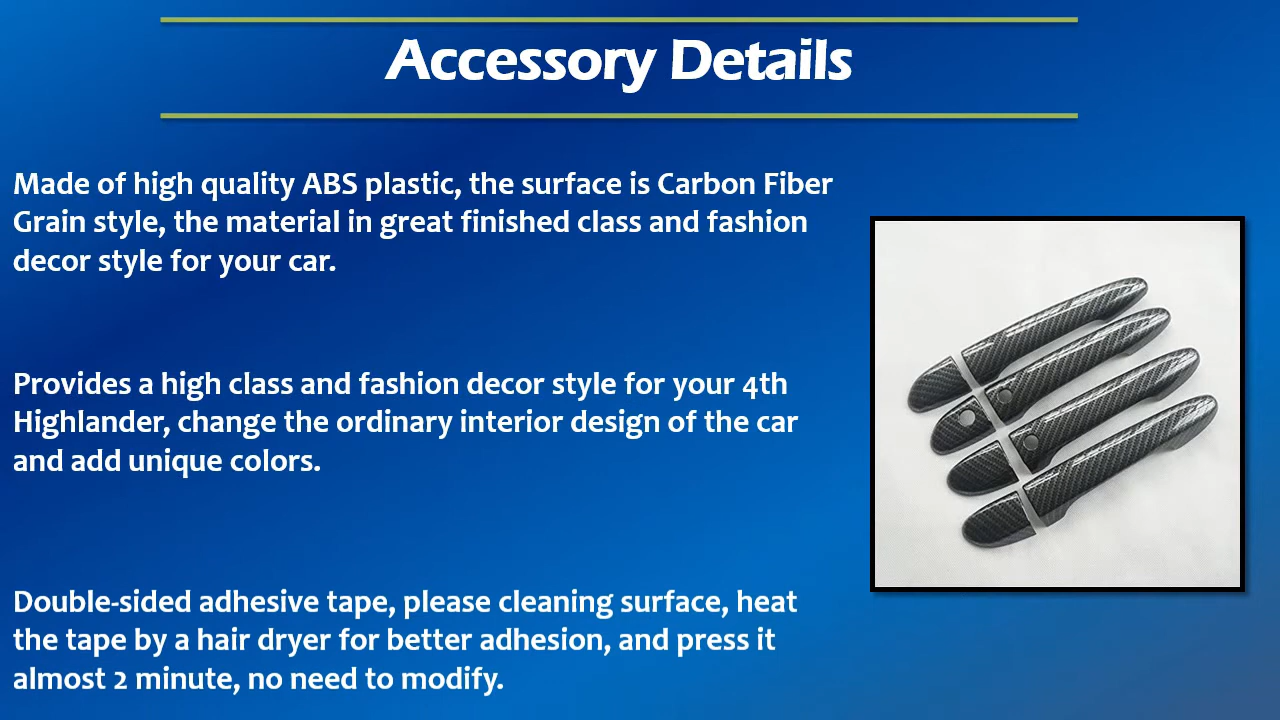 Accessory Details
Made of high quality ABS plastic, the surface is Carbon Fiber
Grain style, the material in great finished class and fashion
decor style for your car.
Provides a high class and fashion decor style for your 4th
Highlander, change the ordinary interior design of the car
and add unique colors.
Double-sided adhesive tape, please cleaning surface, heat
the tape by a hair dryer for better adhesion, and press it
almost 2 minute, no need to modify.